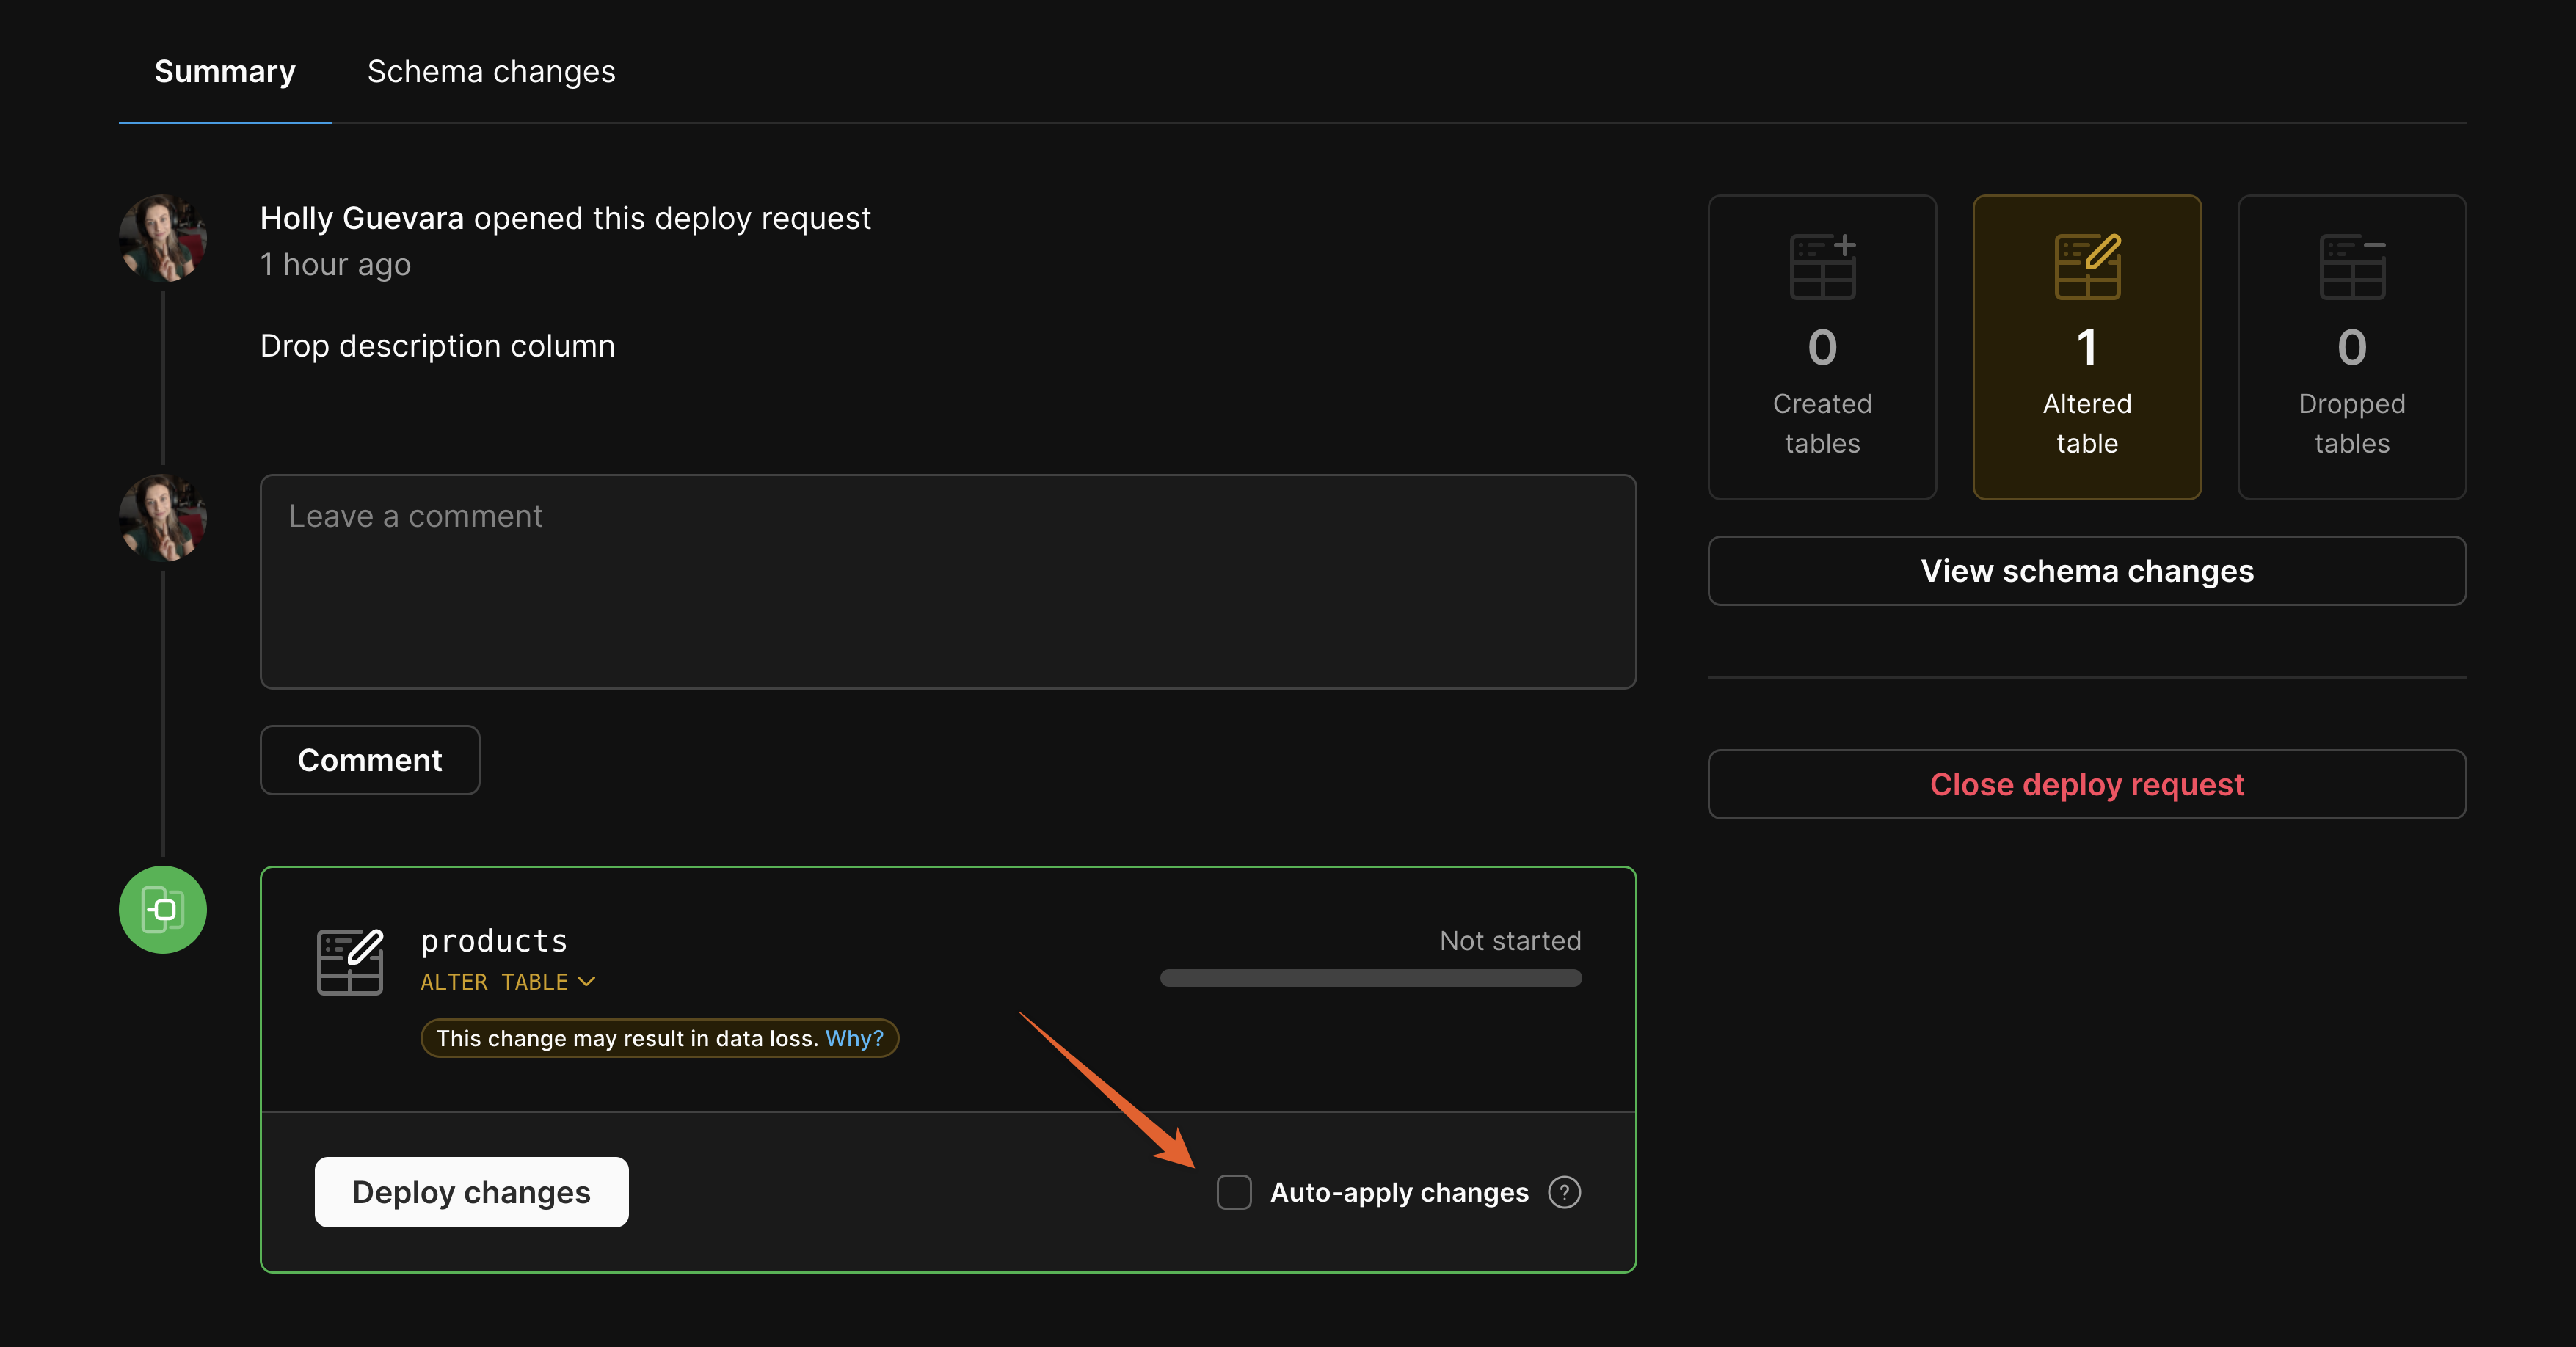 Summary
Schema changes
Holly Guevara opened this deploy request
1 hour ago
Drop description column
Leave a comment
Comment
products
ALTER TABLE
This change may result in data loss. Why?
Not started
Deploy changes
Auto-apply changes ?
0
Created
tables
1
Altered
table
0
Dropped
tables
View schema changes
Close deploy request